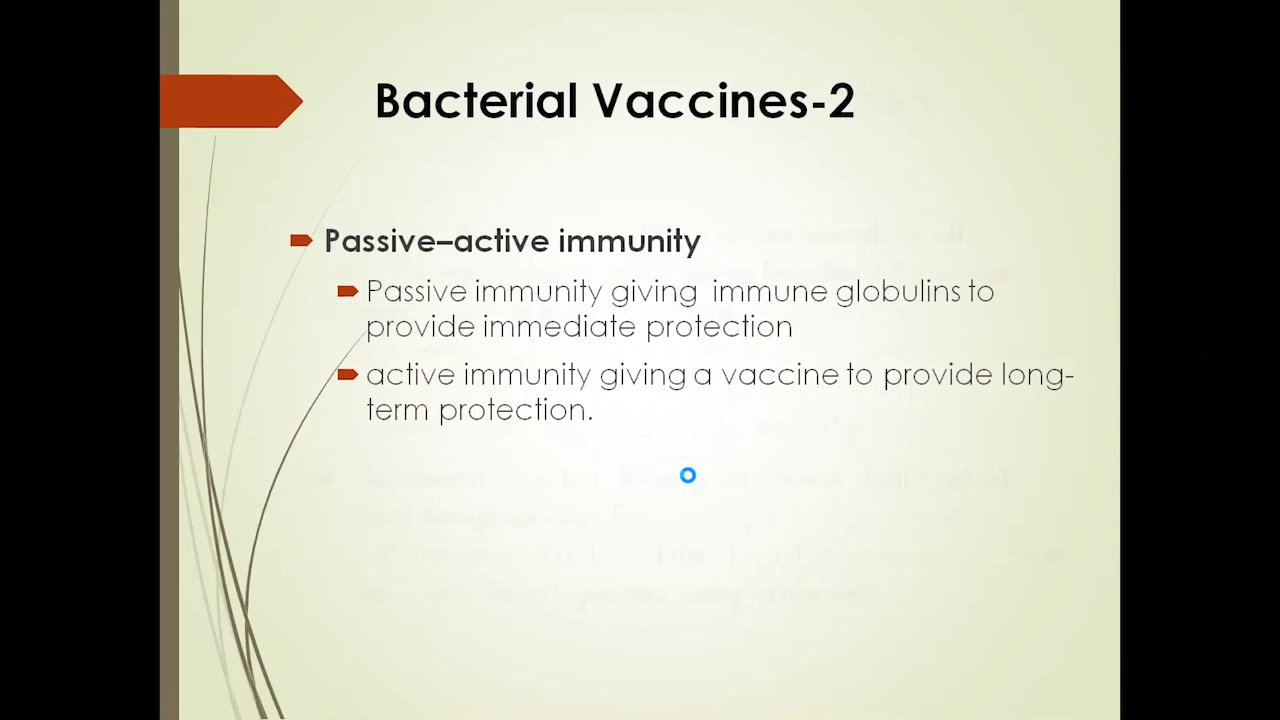 Bacterial Vaccines-2
Passive–active immunity
Passive immunity giving immune globulins to
provide immediate protection
active immunity giving a vaccine to provide long-
term protection.